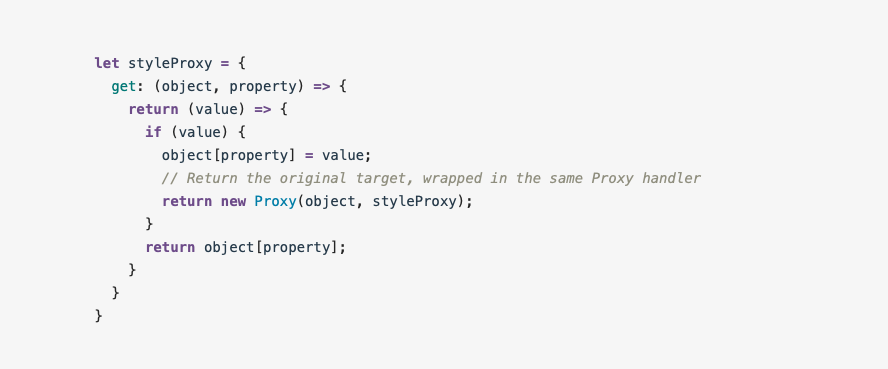 let styleProxy = {
  get: (object, property) => {
    return (value) => {
      if (value) {
        object[property] = value;
        // Return the original target, wrapped in the same Proxy handler
        return new Proxy(object, styleProxy);
      }
      return object[property];
    }
  }
}